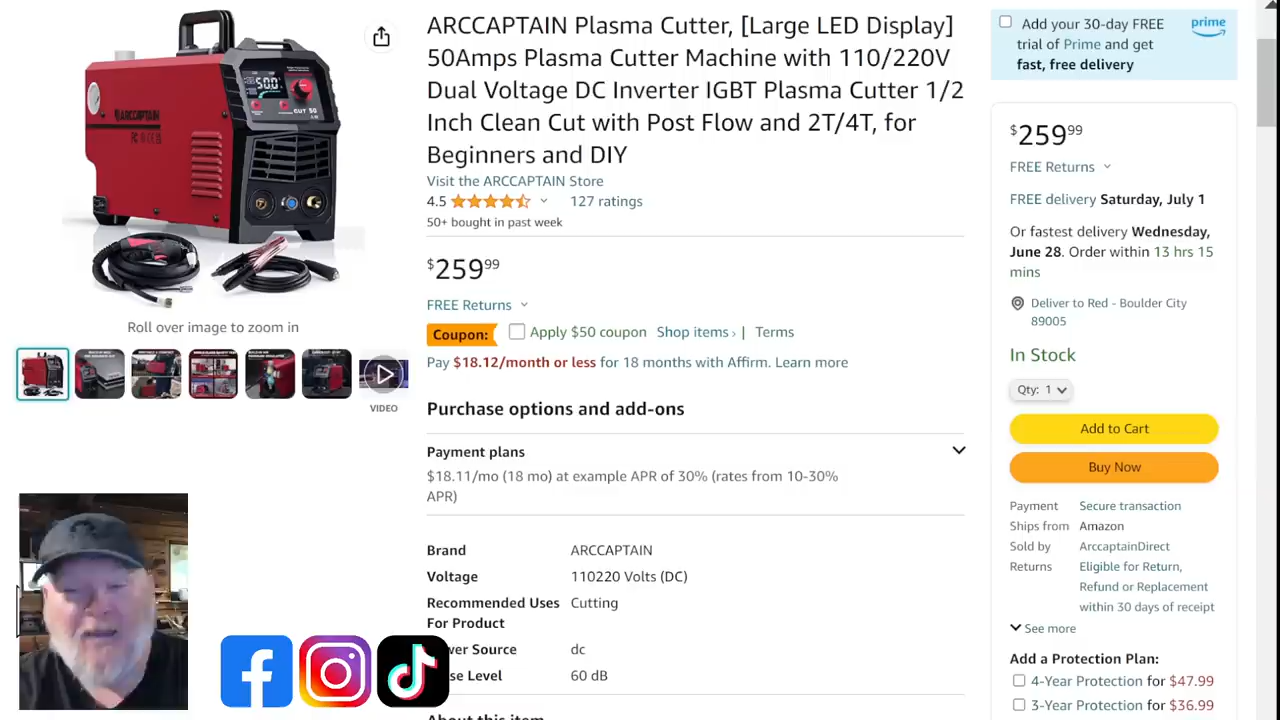 ARCCAPTAIN Plasma Cutter, [Large LED Display]
50Amps Plasma Cutter Machine with 110/220V
Dual Voltage DC Inverter IGBT Plasma Cutter 1/2
Inch Clean Cut with Post Flow and 2T/4T, for
Beginners and DIY
Visit the ARCCAPTAIN Store
4.5
127 ratings
50+ bought in past week
$259.99
FREE Returns
Coupon:
Apply $50 coupon Shop items › | Terms
Pay $18.12/month or less for 18 months with Affirm. Learn more
Purchase options and add-ons
Payment plans
$18.11/mo (18 mo) at example APR of 30% (rates from 10-30%
APR)
Brand ARCCAPTAIN
Voltage 110220 Volts (DC)
Recommended Uses Cutting
For Product
er Source dc
se Level 60 dB
About this item
ARCCAPTAIN
50.0
CUT 50
Roll over image to zoom in
VIDEO
Add your 30-day FREE
trial of Prime and get
fast, free delivery
prime
$259.99
FREE Returns
FREE delivery Saturday, July 1
Or fastest delivery Wednesday,
June 28. Order within 13 hrs 15
mins
Deliver to Red - Boulder City
89005
In Stock
Qty: 1
Add to Cart
Buy Now
Payment Secure transaction
Ships from Amazon
Sold by ArccaptainDirect
Returns Eligible for Return,
Refund or Replacement
within 30 days of receipt
See more
Add a Protection Plan:
4-Year Protection for $47.99
3-Year Protection for $36.99